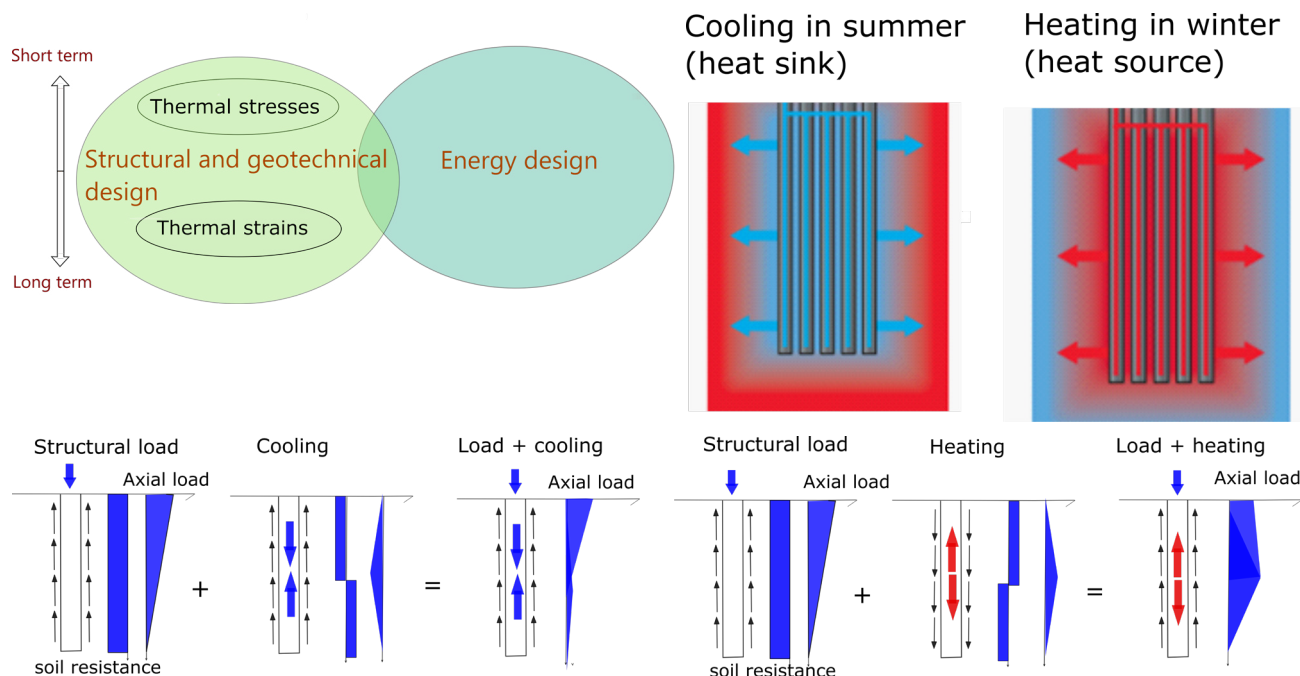 Short term
Thermal stresses
Structural and geotechnical
design
Thermal strains
Long term
Energy design
Cooling in summer
(heat sink)
Heating in winter
(heat source)
Structural load
Axial load
soil resistance
+
Cooling
=
Load + cooling
Axial load
Structural load
Axial load
soil resistance
+
Heating
=
Load + heating
Axial load